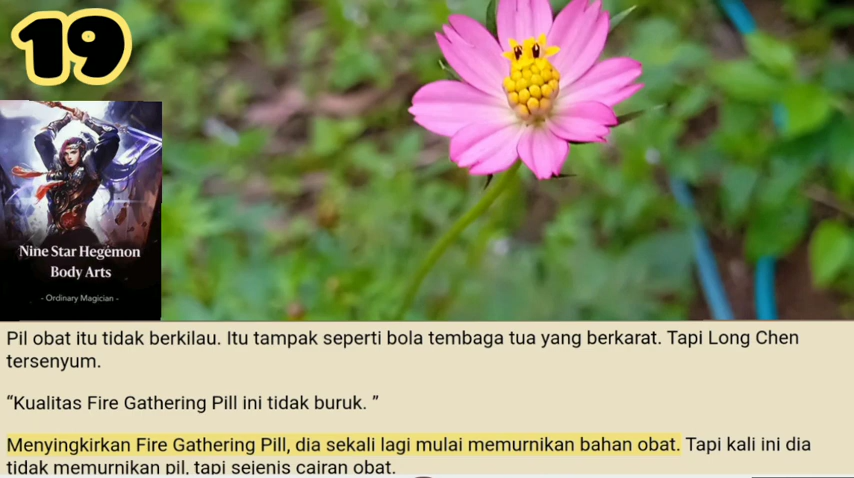 19
Nine Star Hegemon
Body Arts
- Ordinary Magician -
Pil obat itu tidak berkilau. Itu tampak seperti bola tembaga tua yang berkarat. Tapi Long Chen
tersenyum.
“Kualitas Fire Gathering Pill ini tidak buruk. ”
Menyingkirkan Fire Gathering Pill, dia sekali lagi mulai memurnikan bahan obat. Tapi kali ini dia
tidak memurnikan pil, tapi sejenis cairan obat.